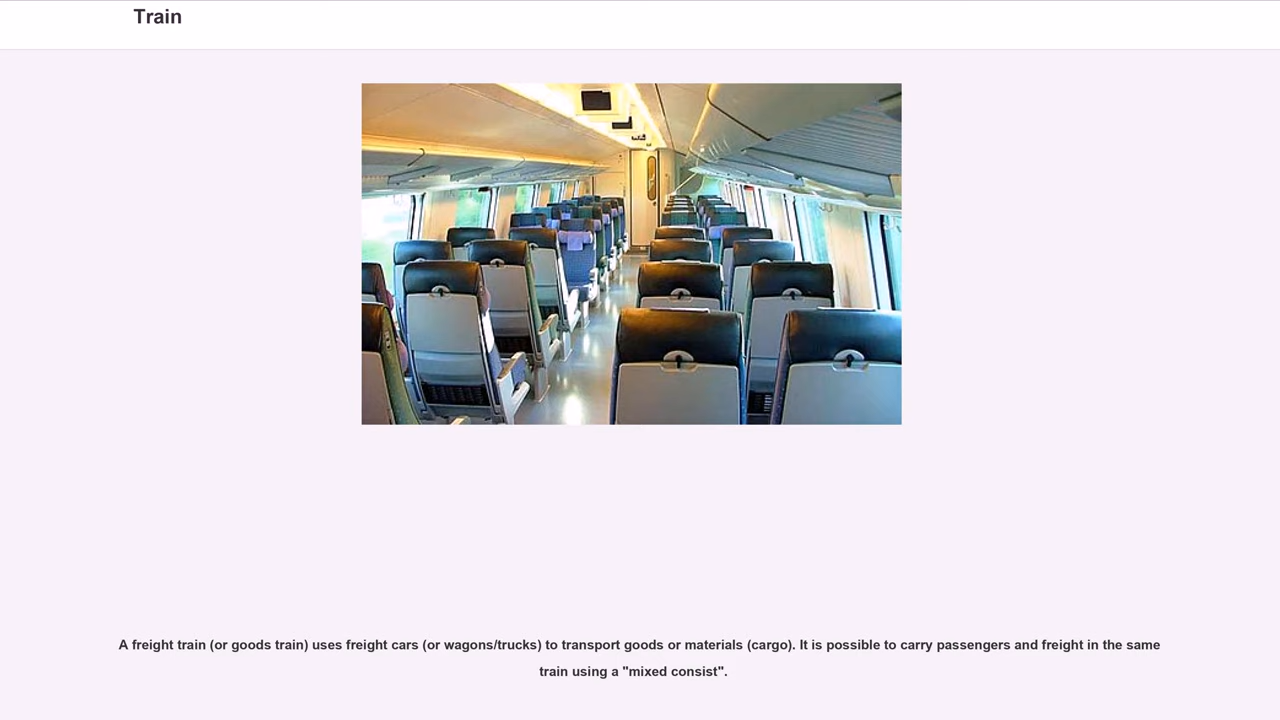 Train
A freight train (or goods train) uses freight cars (or wagons/trucks) to transport goods or materials (cargo). It is possible to carry passengers and freight in the same
train using a "mixed consist".